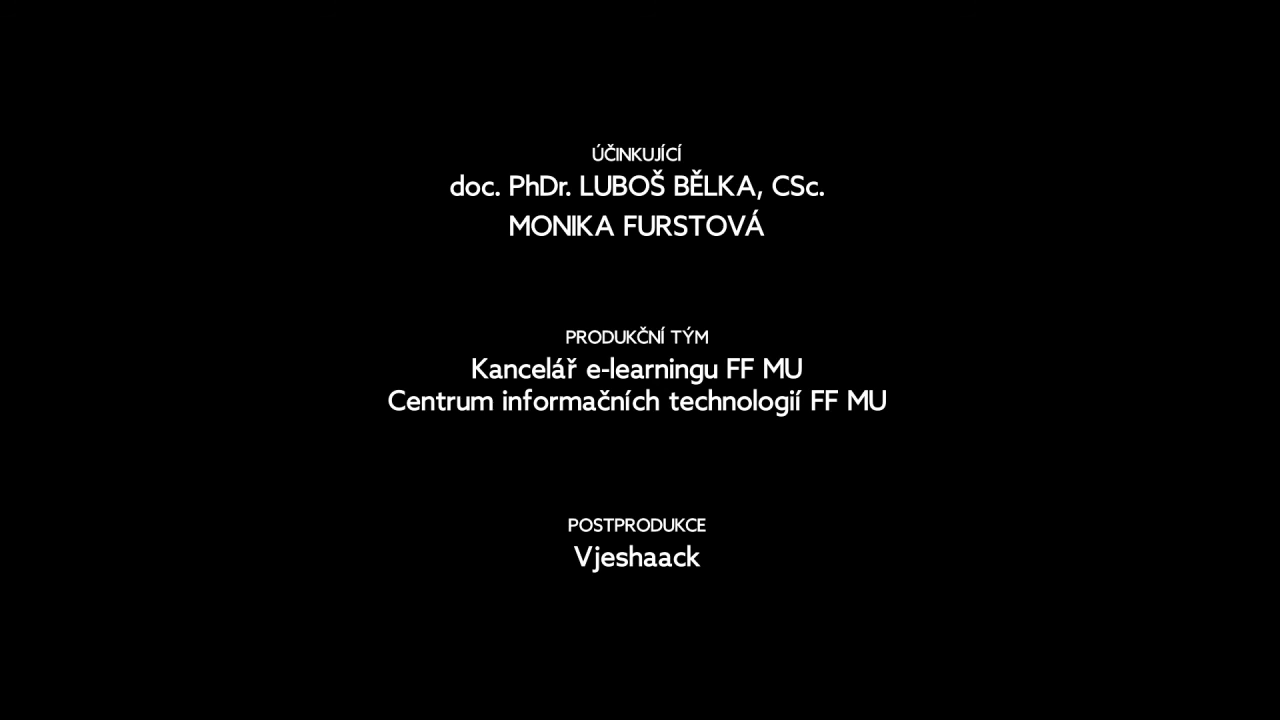 ÚČINKUJÍCÍ
doc. PhDr. LUBOŠ BĚLKA, CSc.
MONIKA FURSTOVÁ
PRODUKČNÍ TÝM
Kancelář e-learningu FF MU
Centrum informačních technologií FF MU
POSTPRODUKCE
Vjeshaack